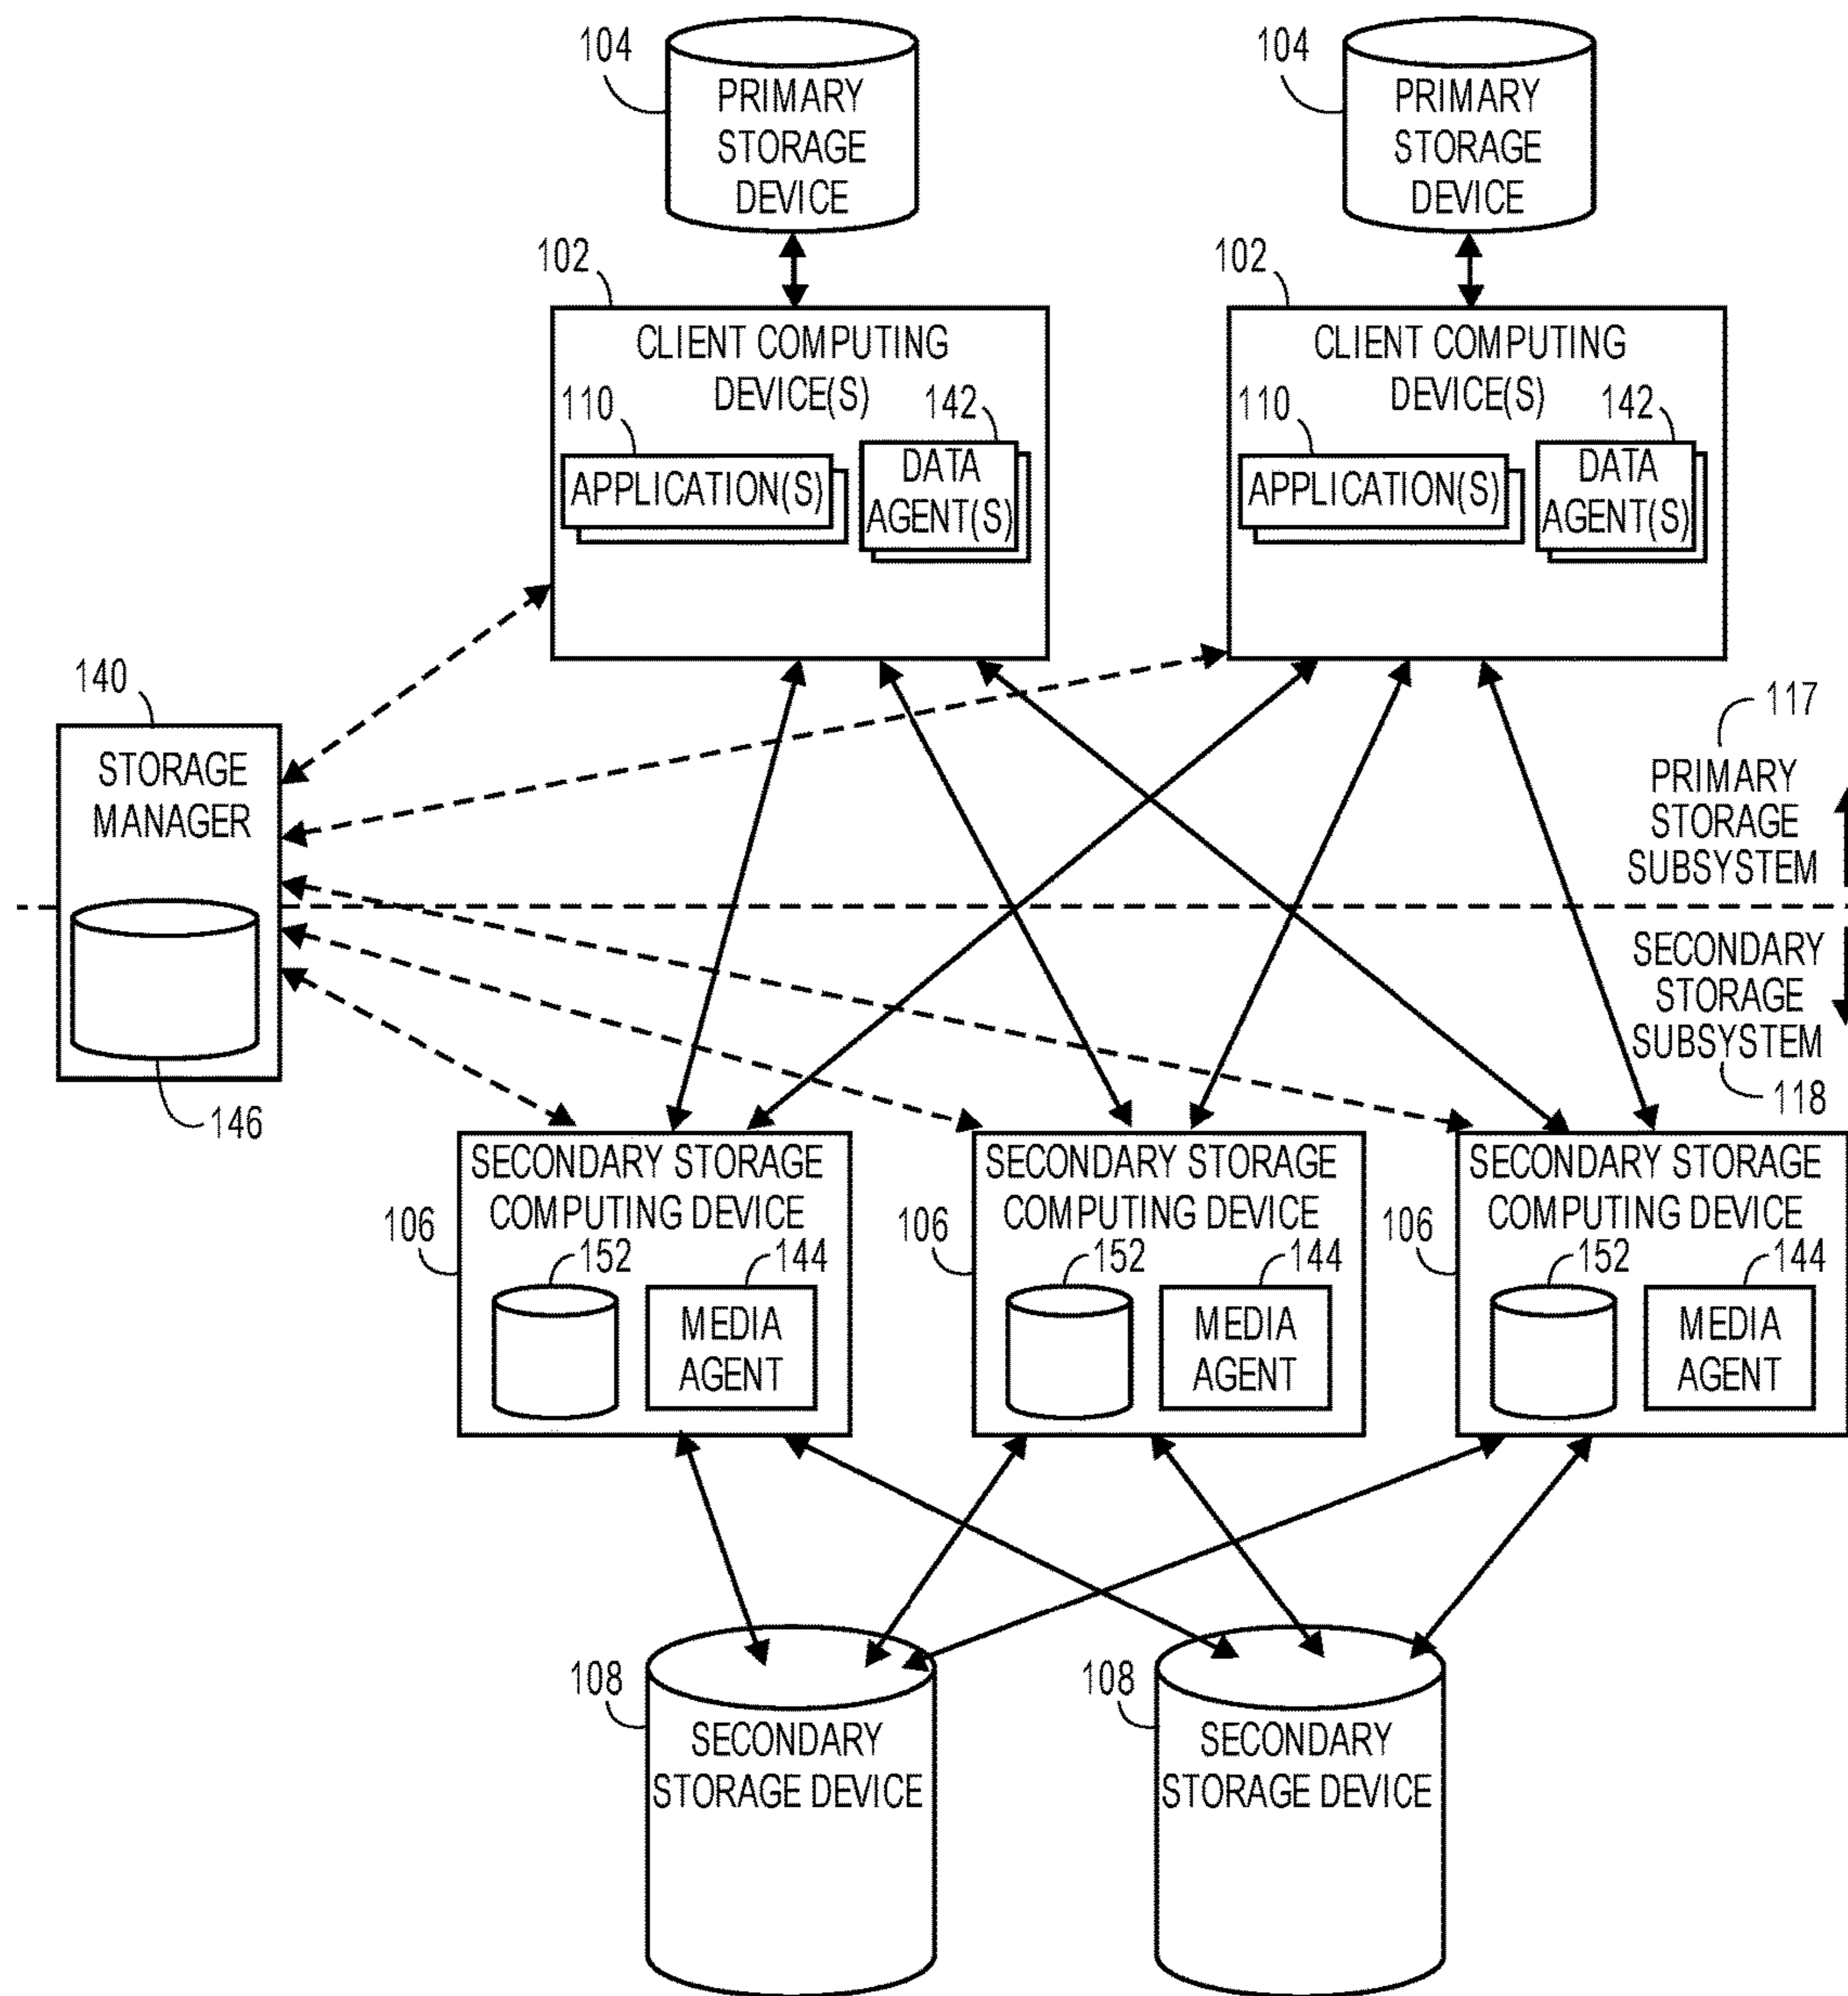 104
PRIMARY
STORAGE
DEVICE
104
PRIMARY
STORAGE
DEVICE
102
CLIENT COMPUTING
DEVICE(S)
110
142
APPLICATION(S)
DATA
AGENT(S)
102
CLIENT COMPUTING
DEVICE(S)
110
142
APPLICATION(S)
DATA
AGENT(S)
140
STORAGE
MANAGER
146
117
PRIMARY
STORAGE
SUBSYSTEM
SECONDARY
STORAGE
SUBSYSTEM
118
SECONDARY STORAGE
COMPUTING DEVICE
106
152
144
MEDIA
AGENT
SECONDARY STORAGE
COMPUTING DEVICE
106
152
144
MEDIA
AGENT
SECONDARY STORAGE
COMPUTING DEVICE
106
152
144
MEDIA
AGENT
108
SECONDARY
STORAGE DEVICE
108
SECONDARY
STORAGE DEVICE